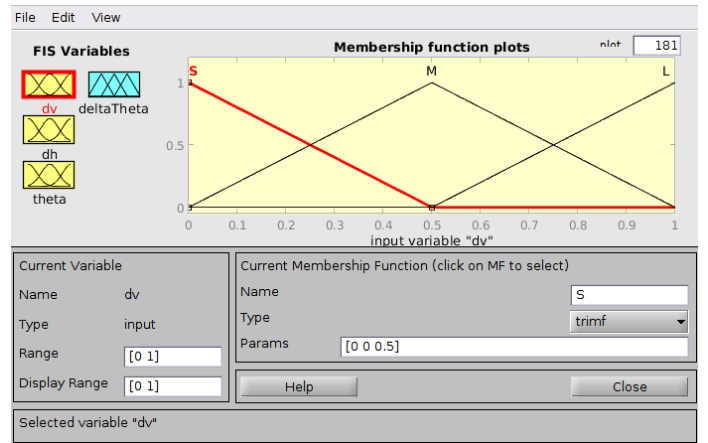 File Edit View
FIS Variables
Membership function plots
plot 181
S
M
L
dv
deltaTheta
dh
theta
1
0.5
0
0 0.1 0.2 0.3 0.4 0.5 0.6 0.7 0.8 0.9 1
input variable "dv"
Current Variable
Name dv
Type input
Range [0 1]
Display Range [0 1]
Current Membership Function (click on MF to select)
Name S
Type trimf
Params [0 0 0.5]
Help Close
Selected variable "dv"